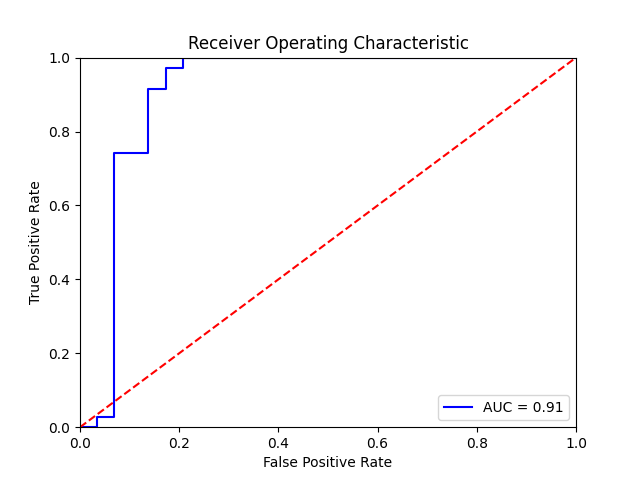 Receiver Operating Characteristic
1.0
0.8
0.6
0.4
0.2
0.0
True Positive Rate
AUC = 0.91
0.0 0.2 0.4 0.6 0.8 1.0
False Positive Rate